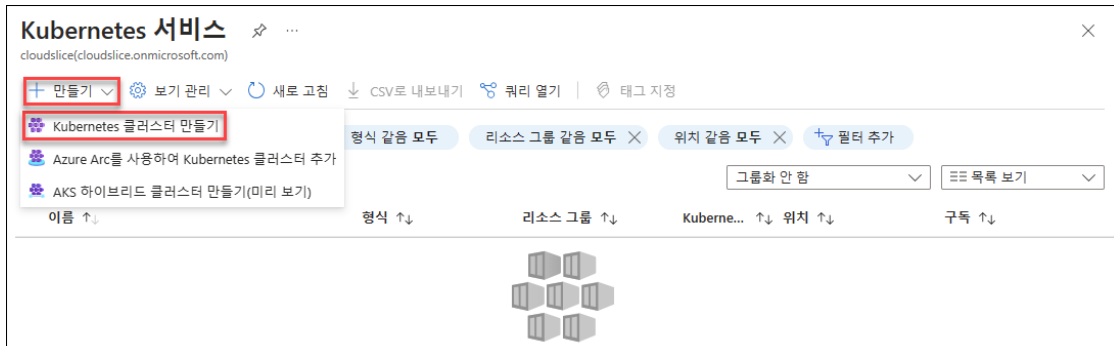 Kubernetes 서비스 ...
cloudslice(cloudslice.onmicrosoft.com)
만들기 보기 관리 새로 고침 CSV로 내보내기 쿼리 열기 태그 지정
Kubernetes 클러스터 만들기
형식 같음 모두 리소스 그룹 같음 모두 위치 같음 모두 필터 추가
Azure Arc를 사용하여 Kubernetes 클러스터 추가
그룹화 안 함 목록 보기
AKS 하이브리드 클러스터 만들기(미리 보기)
이름 형식 리소스 그룹 Kuberne... 위치 구독